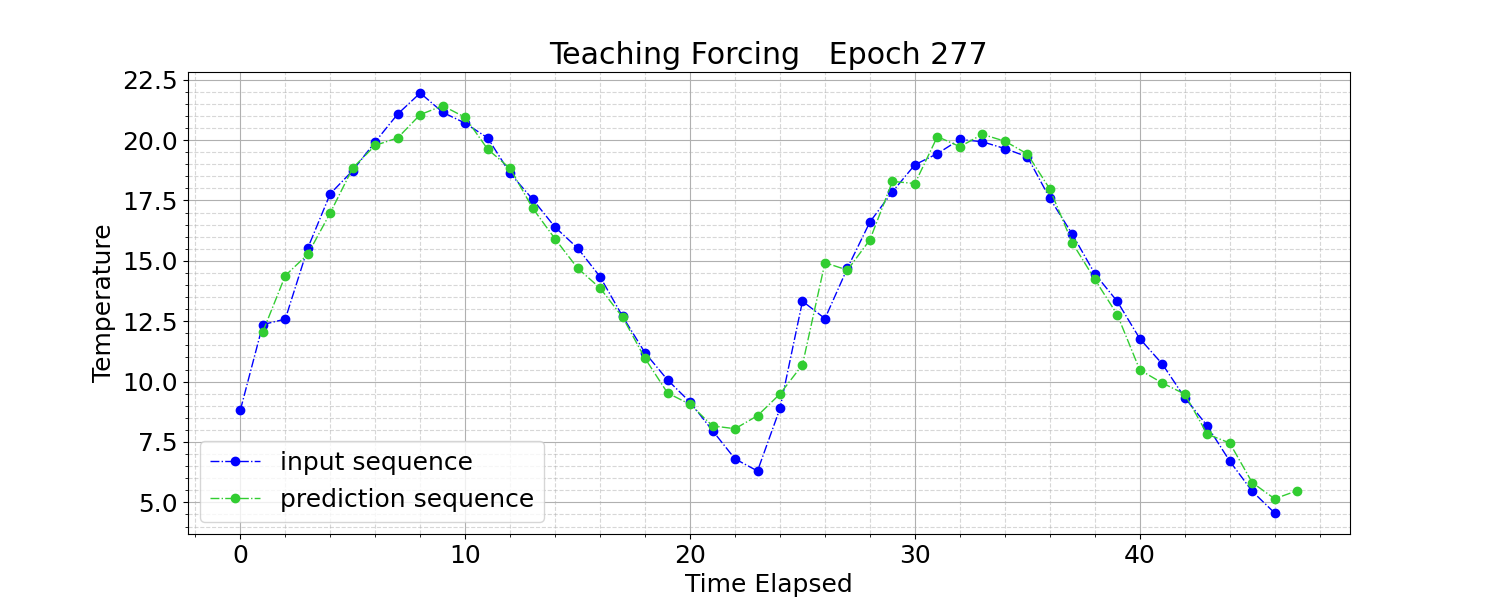 Teaching Forcing   Epoch 277
22.5
20.0
17.5
15.0
12.5
10.0
7.5
5.0
Temperature
input sequence
prediction sequence
0 10 20 30 40
Time Elapsed